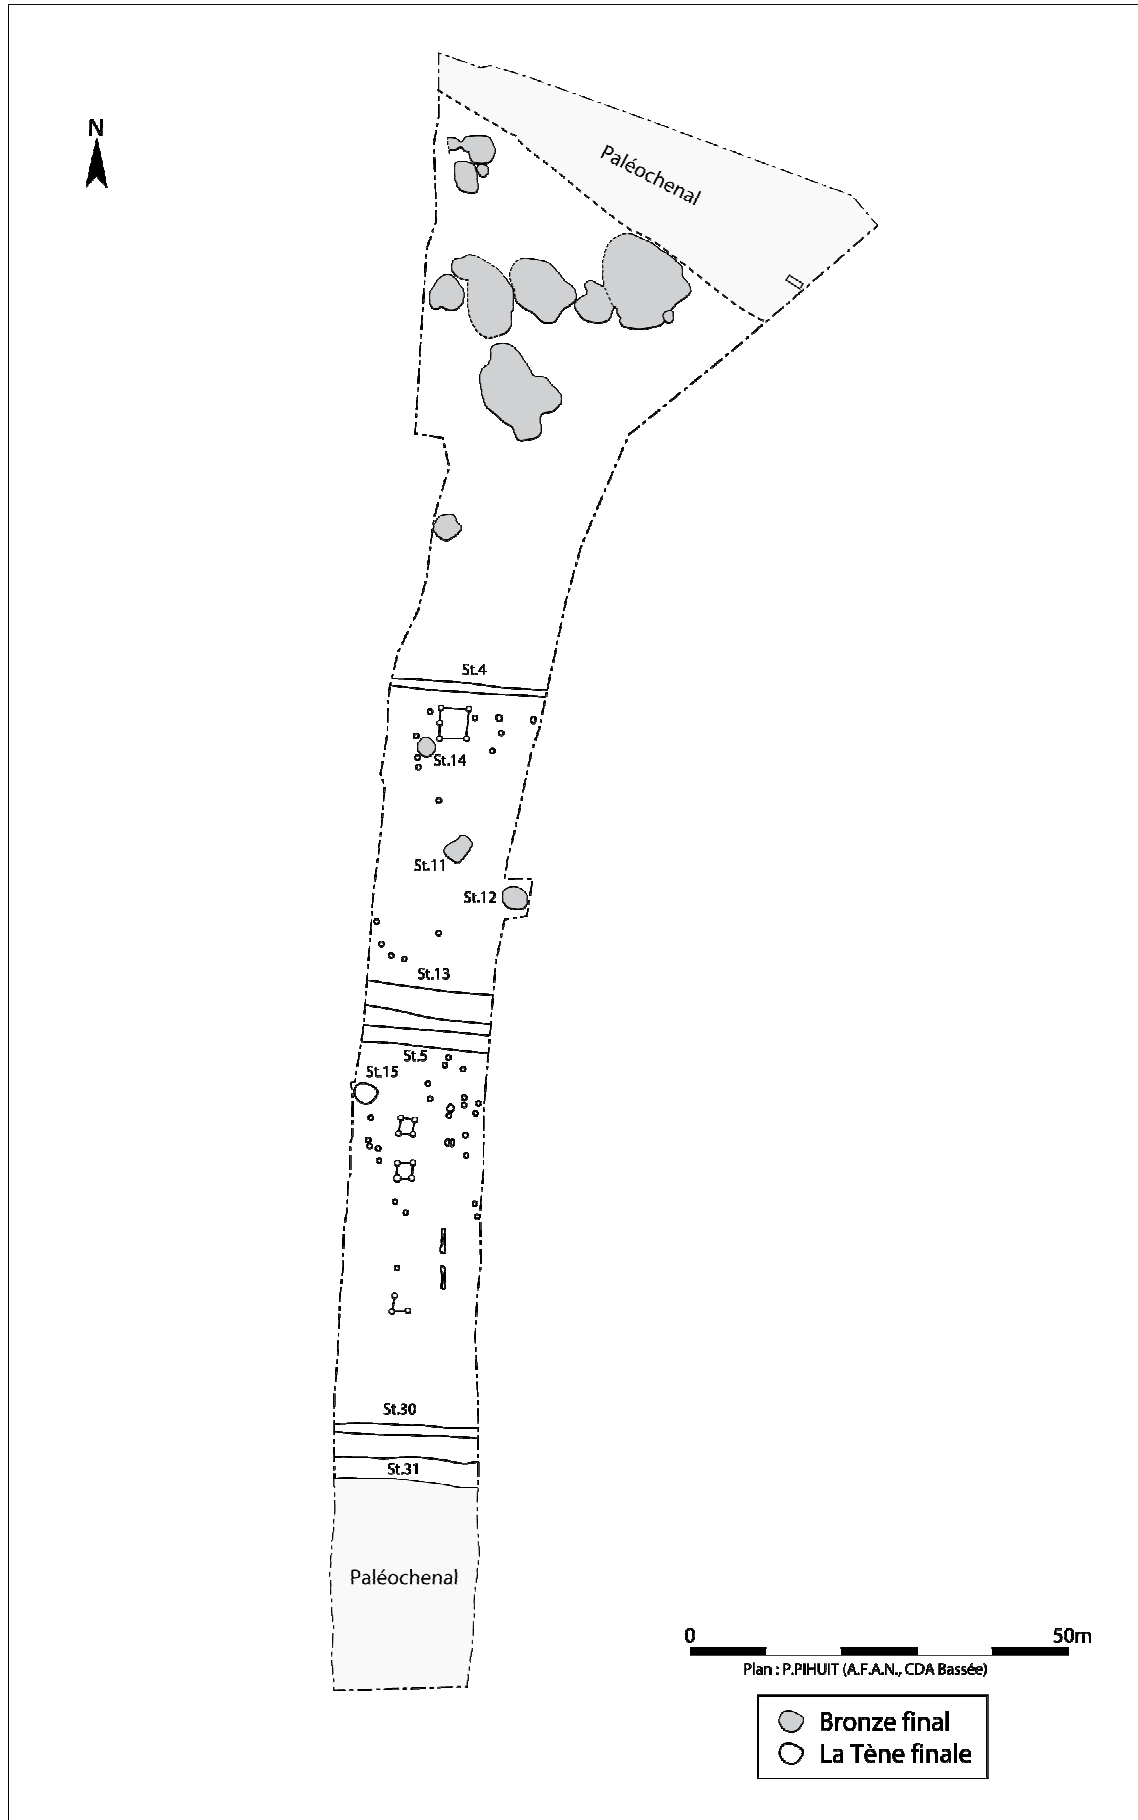 N
Paléochenal
St.4
St.14
St.11
St.12
St.13
St.5
St.15
St.30
St.31
Paléochenal
0 50m
Plan : P.PIHUIT (A.F.A.N., CDA Bassée)
Bronze final
La Tène finale